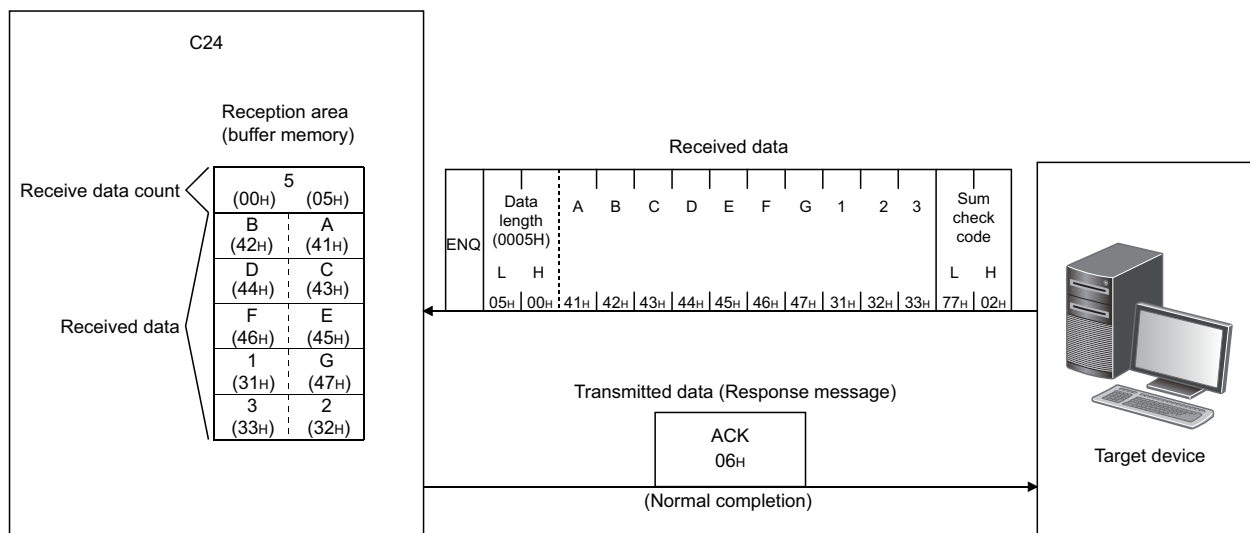 C24
Reception area
(buffer memory)
Receive data count
5
(00H) (05H)
B A
(42H) (41H)
D C
(44H) (43H)
Received data
F E
(46H) (45H)
1 G
(31H) (47H)
3 2
(33H) (32H)
Received data
ENQ
Data
length
(0005H)
L H
05H 00H
A B C D E F G 1 2 3
41H 42H 43H 44H 45H 46H 47H 31H 32H 33H
Sum
check
code
L H
77H 02H
Transmitted data (Response message)
ACK
06H
(Normal completion)
Target device